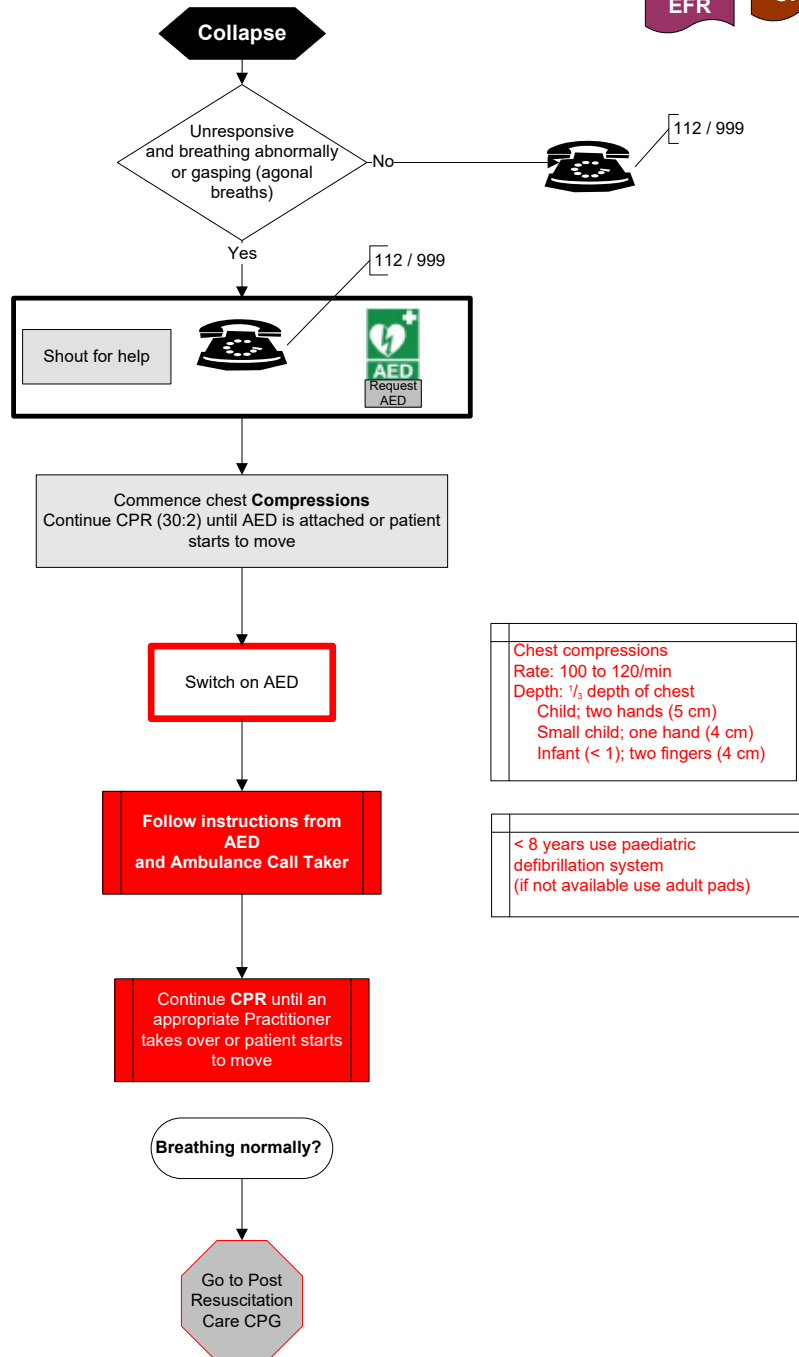 EFR
Collapse
Unresponsive
and breathing abnormally
or gasping (agonal
breaths)
No
112 / 999
Yes
112 / 999
Shout for help
AED
Request
AED
Commence chest Compressions
Continue CPR (30:2) until AED is attached or patient
starts to move
Switch on AED
Chest compressions
Rate: 100 to 120/min
Depth: 1/3 depth of chest
Child; two hands (5 cm)
Small child; one hand (4 cm)
Infant (< 1); two fingers (4 cm)
Follow instructions from
AED
and Ambulance Call Taker
< 8 years use paediatric
defibrillation system
(if not available use adult pads)
Continue CPR until an
appropriate Practitioner
takes over or patient starts
to move
Breathing normally?
Go to Post
Resuscitation
Care CPG